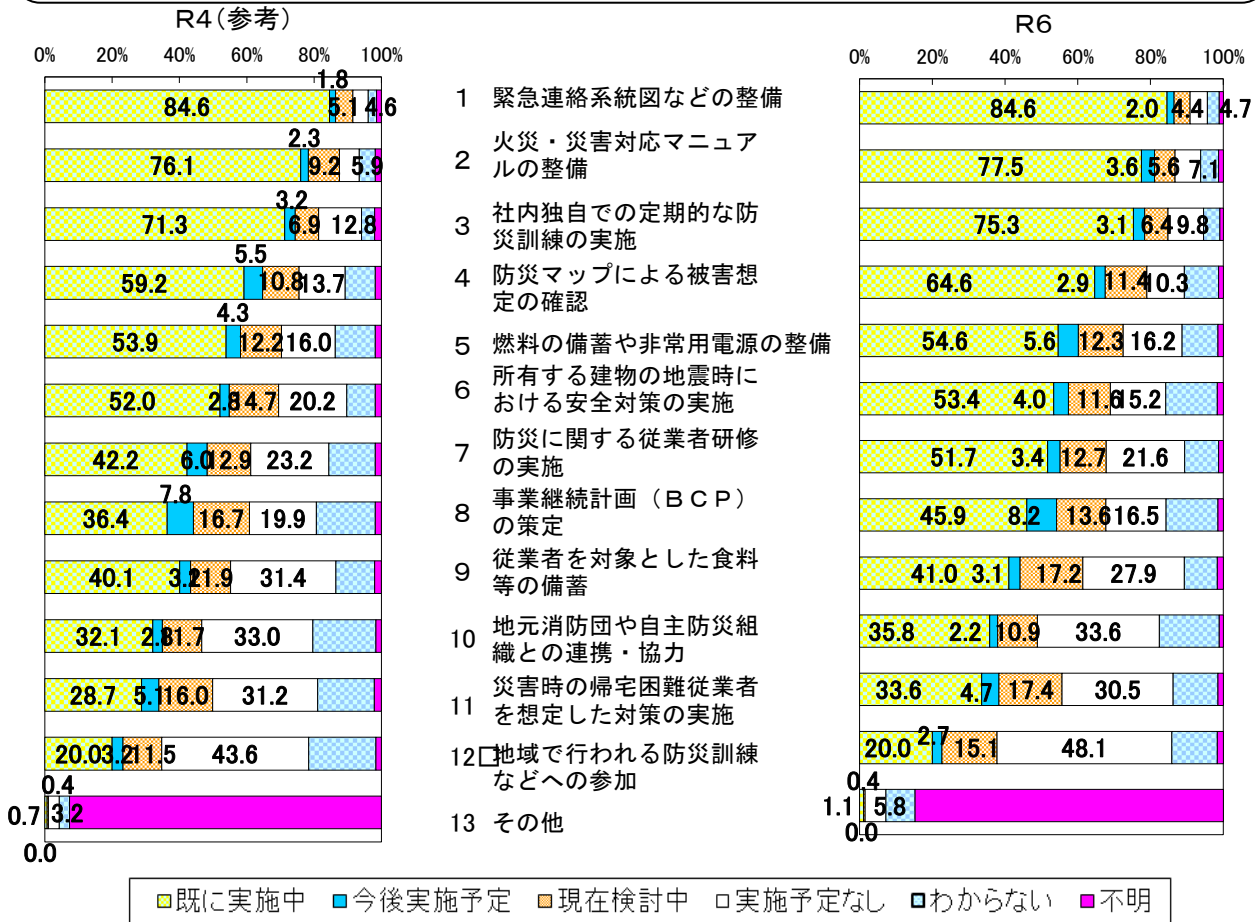 R4(参考)
R6
0% 20% 40% 60% 80% 100%
0% 20% 40% 60% 80% 100%
1.8
84.6 5.1 4.6
1 緊急連絡系統図などの整備
84.6 2.0 4.4 4.7
2.3
76.1 9.2 5.9
2 火災・災害対応マニュア
ルの整備
77.5 3.6 5.6 7.1
3.2
71.3 6.9 12.8
3 社内独自での定期的な防
災訓練の実施
75.3 3.1 6.4 9.8
5.5
59.2 10.8 13.7
4 防災マップによる被害想
定の確認
64.6 2.9 11.4 10.3
4.3
53.9 12.2 16.0
5 燃料の備蓄や非常用電源の整備
54.6 5.6 12.3 16.2
52.0 14.7 20.2
6 所有する建物の地震時に
おける安全対策の実施
53.4 4.0 11.6 15.2
42.2 6.0 12.9 23.2
7 防災に関する従業者研修
の実施
51.7 3.4 12.7 21.6
7.8
36.4 16.7 19.9
8 事業継続計画（ＢＣＰ）
の策定
45.9 8.2 13.6 16.5
40.1 31.4
9 従業者を対象とした食料
等の備蓄
41.0 3.1 17.2 27.9
32.1 33.0
10 地元消防団や自主防災組
織との連携・協力
35.8 2.2 10.9 33.6
28.7 5.1 16.0 31.2
11 災害時の帰宅困難従業者
を想定した対策の実施
33.6 4.7 17.4 30.5
20.0 3.2 11.5 43.6
12□地域で行われる防災訓練
などへの参加
20.0 2.7 15.1 48.1
0.4
0.7 3.2
0.0
13 その他
0.4
1.1 5.8
0.0
既に実施中 今後実施予定 現在検討中 実施予定なし わからない 不明